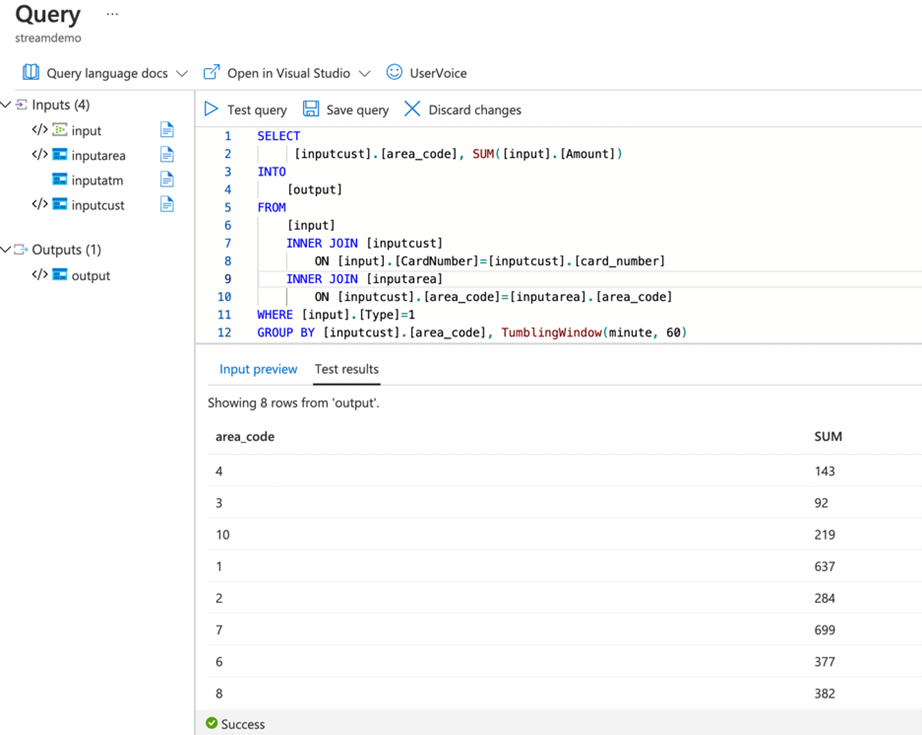 Query ...
streamdemo
Query language docs Open in Visual Studio UserVoice
Inputs (4)
input
inputarea
inputatm
inputcust
Outputs (1)
output
Test query Save query Discard changes
1 SELECT
2 [inputcust].[area_code], SUM([input].[Amount])
3 INTO
4 [output]
5 FROM
6 [input]
7 INNER JOIN [inputcust]
8 ON [input].[CardNumber]=[inputcust].[card_number]
9 INNER JOIN [inputarea]
10 ON [inputcust].[area_code]=[inputarea].[area_code]
11 WHERE [input].[Type]=1
12 GROUP BY [inputcust].[area_code], TumblingWindow(minute, 60)
Input preview Test results
Showing 8 rows from 'output'.
area_code SUM
4 143
3 92
10 219
1 637
2 284
7 699
6 377
8 382
Success